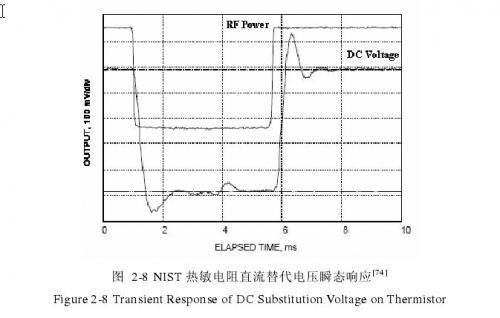 RF Power
DC Voltage
OUTPUT, 100 mV/div
0 2 4 6 8 10
ELAPSED TIME, ms
图 2-8 NIST 热敏电阻直流替代电压瞬态响应[74]
Figure 2-8 Transient Response of DC Substitution Voltage on Thermistor